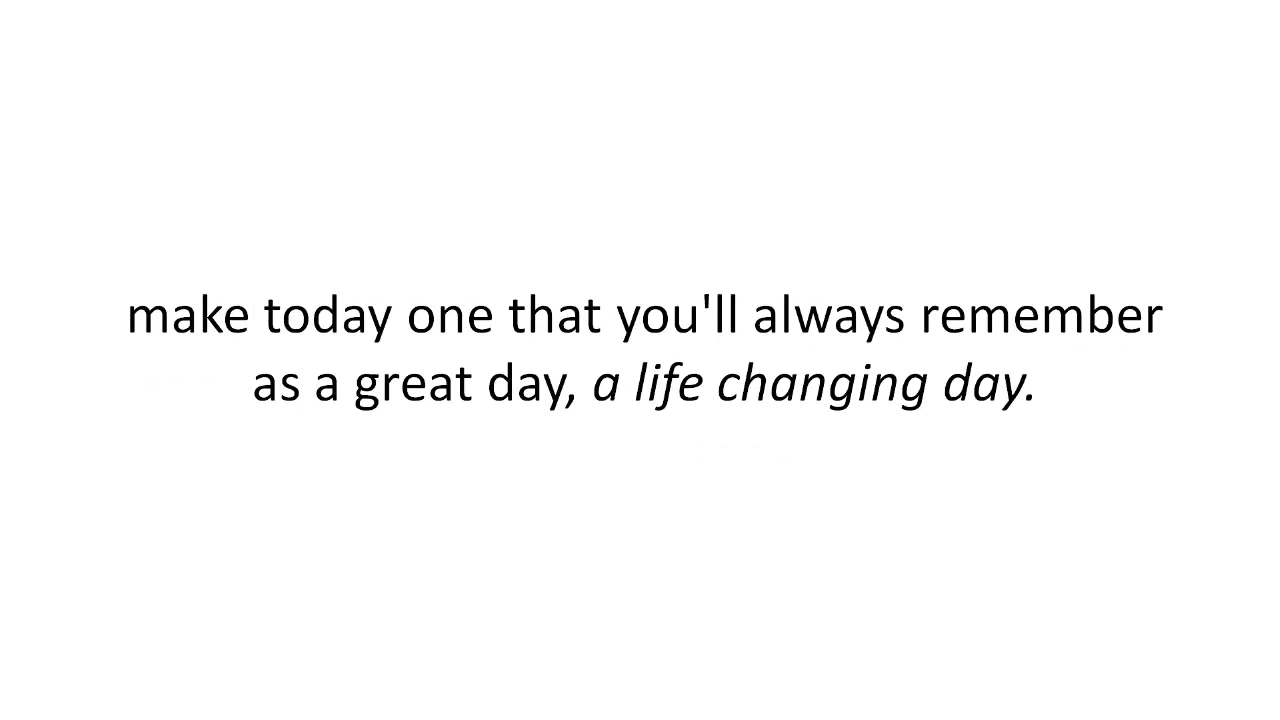 make today one that you'll always remember
as a great day, a life changing day.